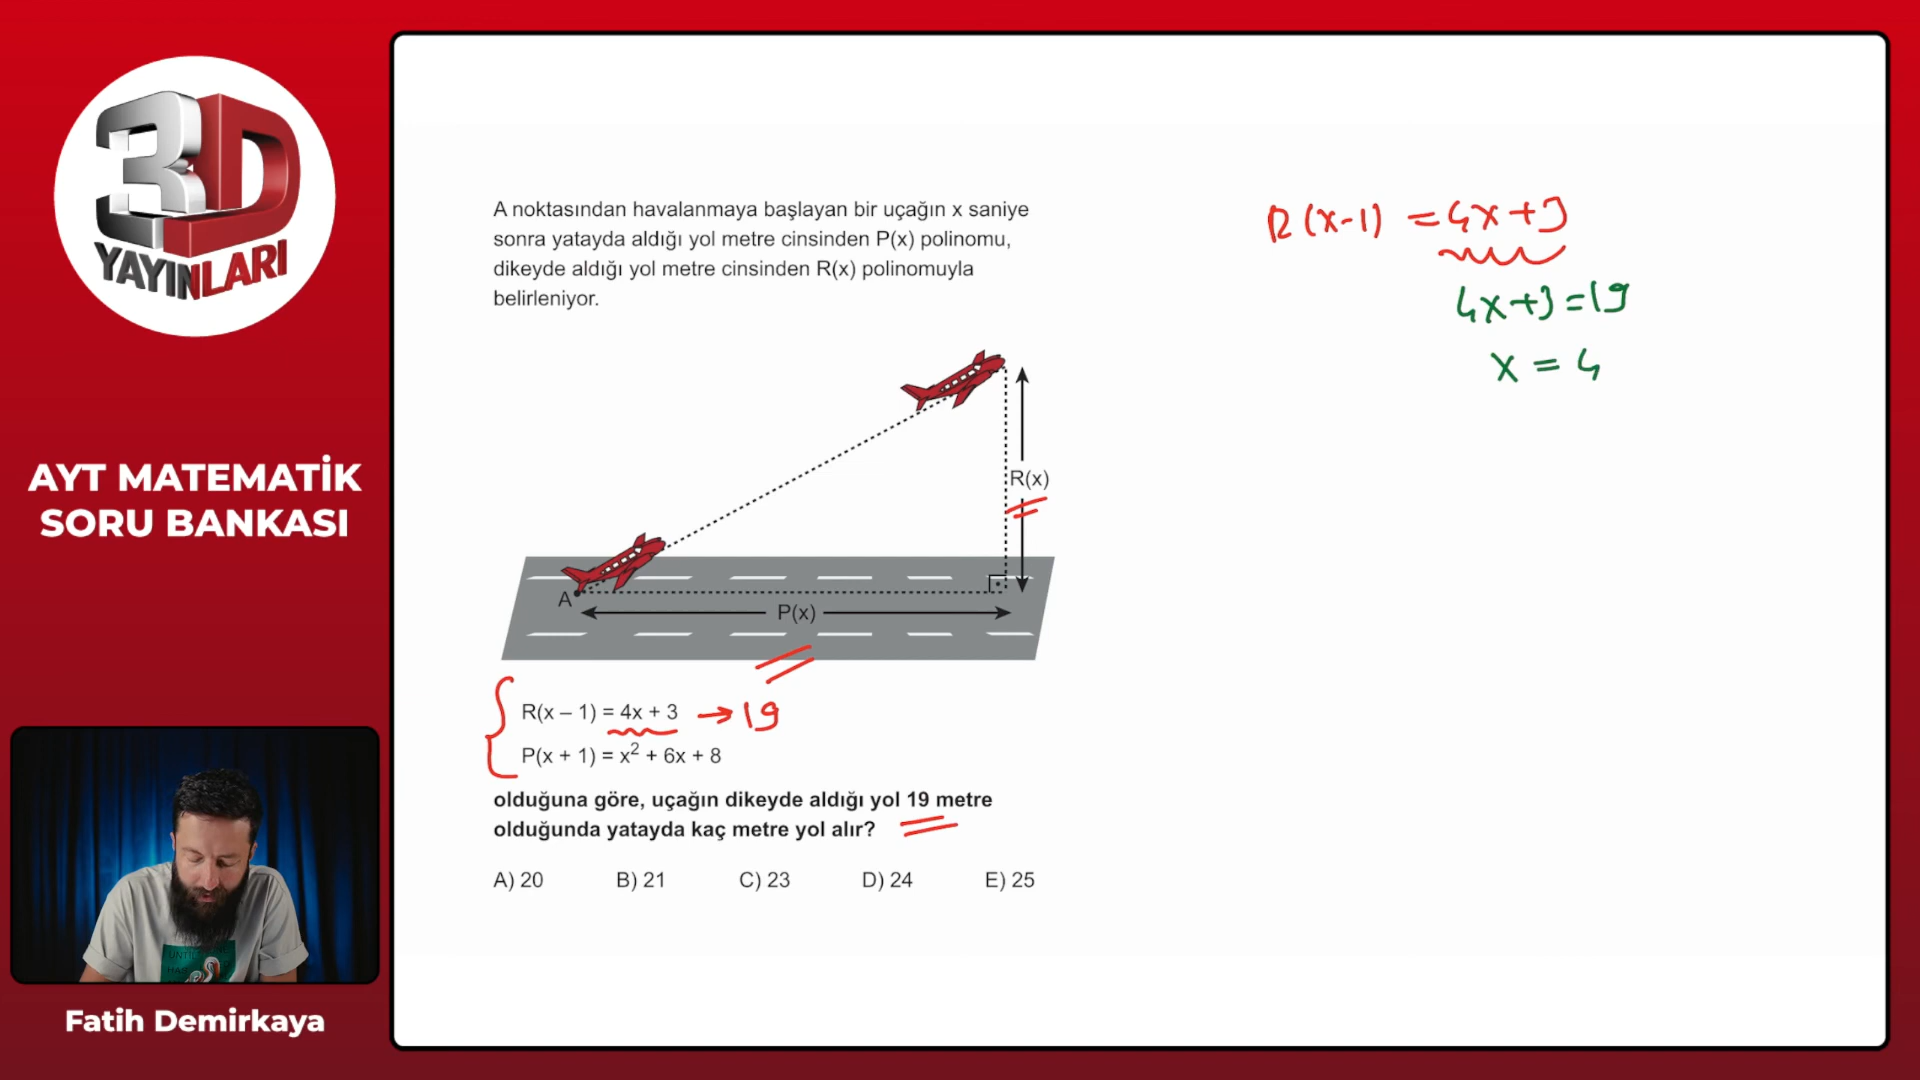 3D
YAYINLARI
AYT MATEMATİK
SORU BANKASI
Fatih Demirkaya
A noktasından havalanmaya başlayan bir uçağın x saniye
sonra yatayda aldığı yol metre cinsinden P(x) polinomu,
dikeyde aldığı yol metre cinsinden R(x) polinomuyla
belirleniyor.
R(x)
A
P(x)
R(x – 1) = 4x + 3 → 19
P(x + 1) = x² + 6x + 8
olduğuna göre, uçağın dikeyde aldığı yol 19 metre
olduğunda yatayda kaç metre yol alır?
A) 20 B) 21 C) 23 D) 24 E) 25
R(x-1) = 4x+3
4x+3=19
x = 4